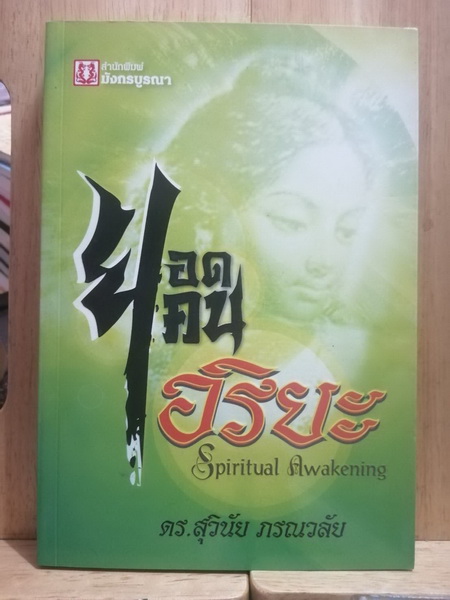 สำนักพิมพ์
มังกรบูรพา
ยอด
คน
อริยะ
Spiritual Awakening
ดร.สุวินัย ภรณวลัย